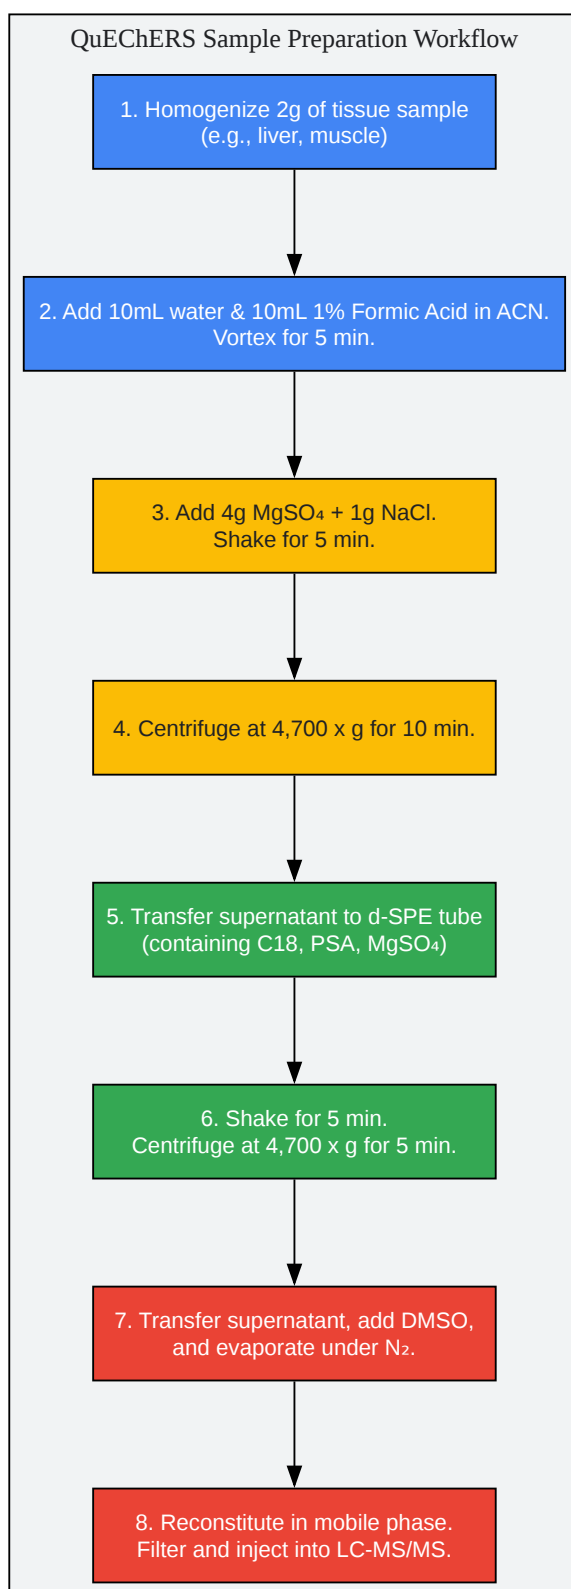 QuEChERS Sample Preparation Workflow
1. Homogenize 2g of tissue sample
(e.g., liver, muscle)
2. Add 10mL water & 10mL 1% Formic Acid in ACN.
Vortex for 5 min.
3. Add 4g MgSO₄ + 1g NaCl.
Shake for 5 min.
4. Centrifuge at 4,700 x g for 10 min.
5. Transfer supernatant to d-SPE tube
(containing C18, PSA, MgSO₄)
6. Shake for 5 min.
Centrifuge at 4,700 x g for 5 min.
7. Transfer supernatant, add DMSO,
and evaporate under N₂.
8. Reconstitute in mobile phase.
Filter and inject into LC-MS/MS.